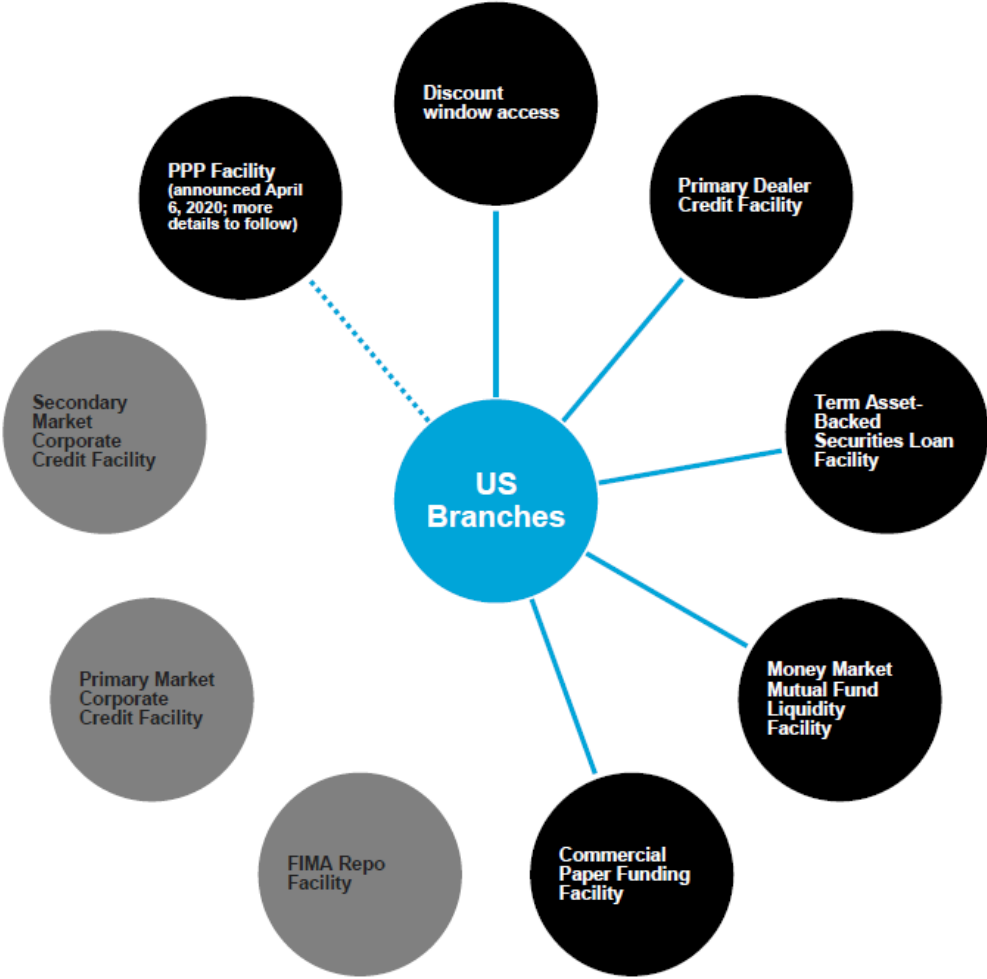 Discount
window access
Primary Dealer
Credit Facility
Term Asset-
Backed
Securities Loan
Facility
Money Market
Mutual Fund
Liquidity
Facility
Commercial
Paper Funding
Facility
FIMA Repo
Facility
Primary Market
Corporate
Credit Facility
Secondary
Market
Corporate
Credit Facility
PPP Facility
(announced April
6, 2020; more
details to follow)
US
Branches